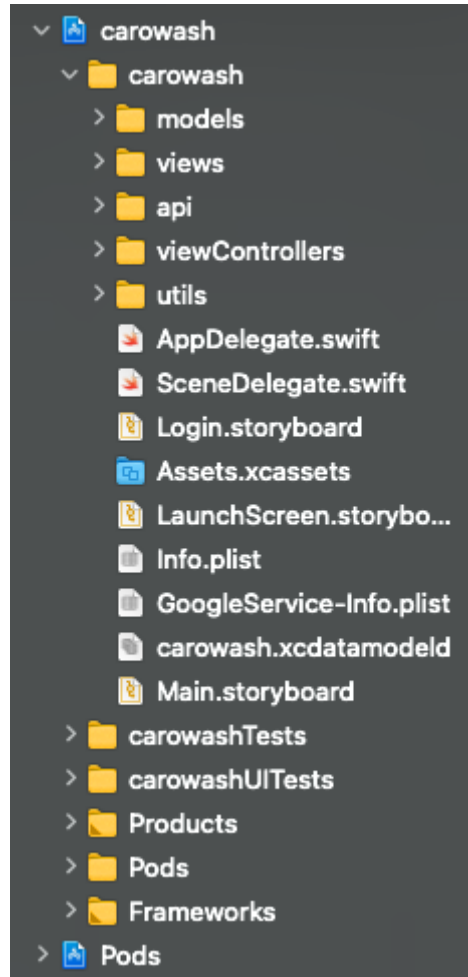 carowash
carowash
models
views
api
viewControllers
utils
AppDelegate.swift
SceneDelegate.swift
Login.storyboard
Assets.xcassets
LaunchScreen.storybo...
Info.plist
GoogleService-Info.plist
carowash.xcdatamodeld
Main.storyboard
carowashTests
carowashUITests
Products
Pods
Frameworks
Pods